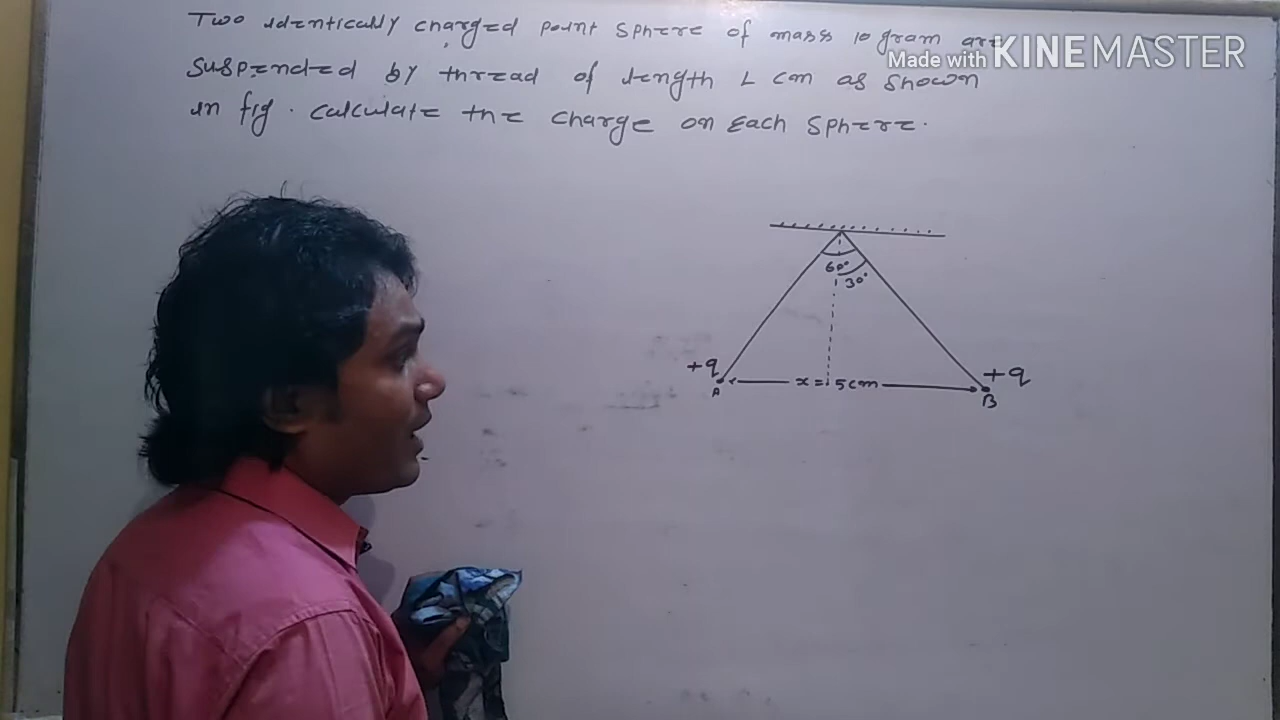 Two identically charged point sphere of mass 10 gram are
Made with KINEMASTER
suspended by thread of length L cm as shown
in fig. calculate the charge on each sphere.
60°
30°
+q
+q
x = 5cm
A
B